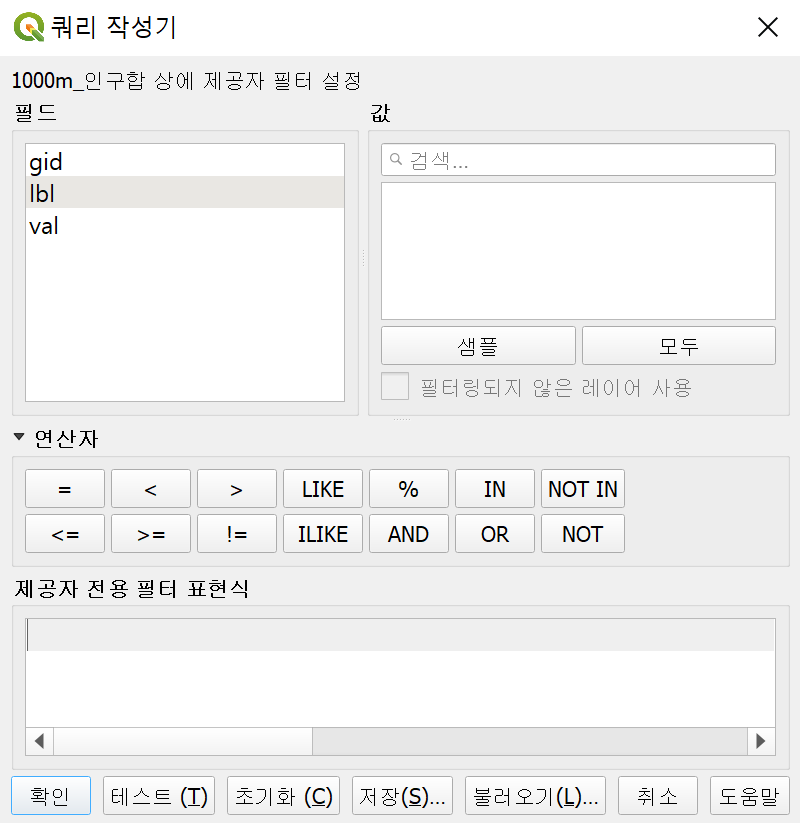 쿼리 작성기
1000m_인구합 상에 제공자 필터 설정
필드
값
gid
lbl
val
검색...
샘플
모두
필터링되지 않은 레이어 사용
연산자
= < > LIKE % IN NOT IN
<= >= != ILIKE AND OR NOT
제공자 전용 필터 표현식
확인 테스트 (T) 초기화 (C) 저장(S)... 불러오기(L)... 취소 도움말